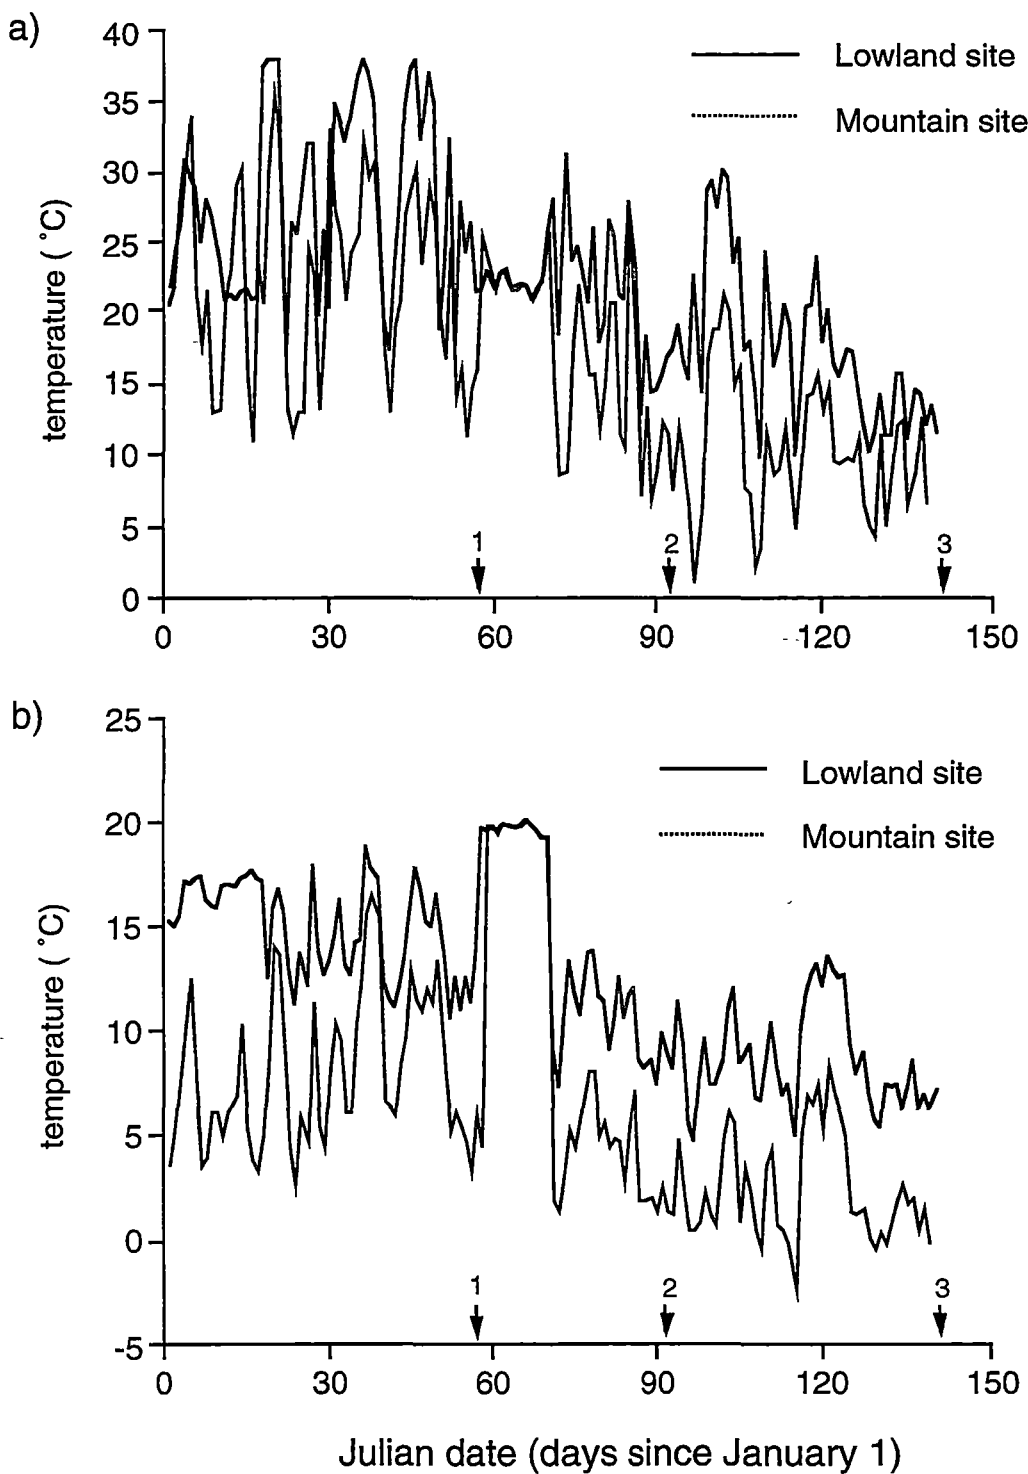 a)
40
35
30
25
20
15
10
5
0
temperature ( ˚C)
Lowland site
Mountain site
1
2
3
0 30 60 90 120 150
b)
25
20
15
10
5
0
-5
temperature ( ˚C)
Lowland site
Mountain site
1
2
3
0 30 60 90 120 150
Julian date (days since January 1)